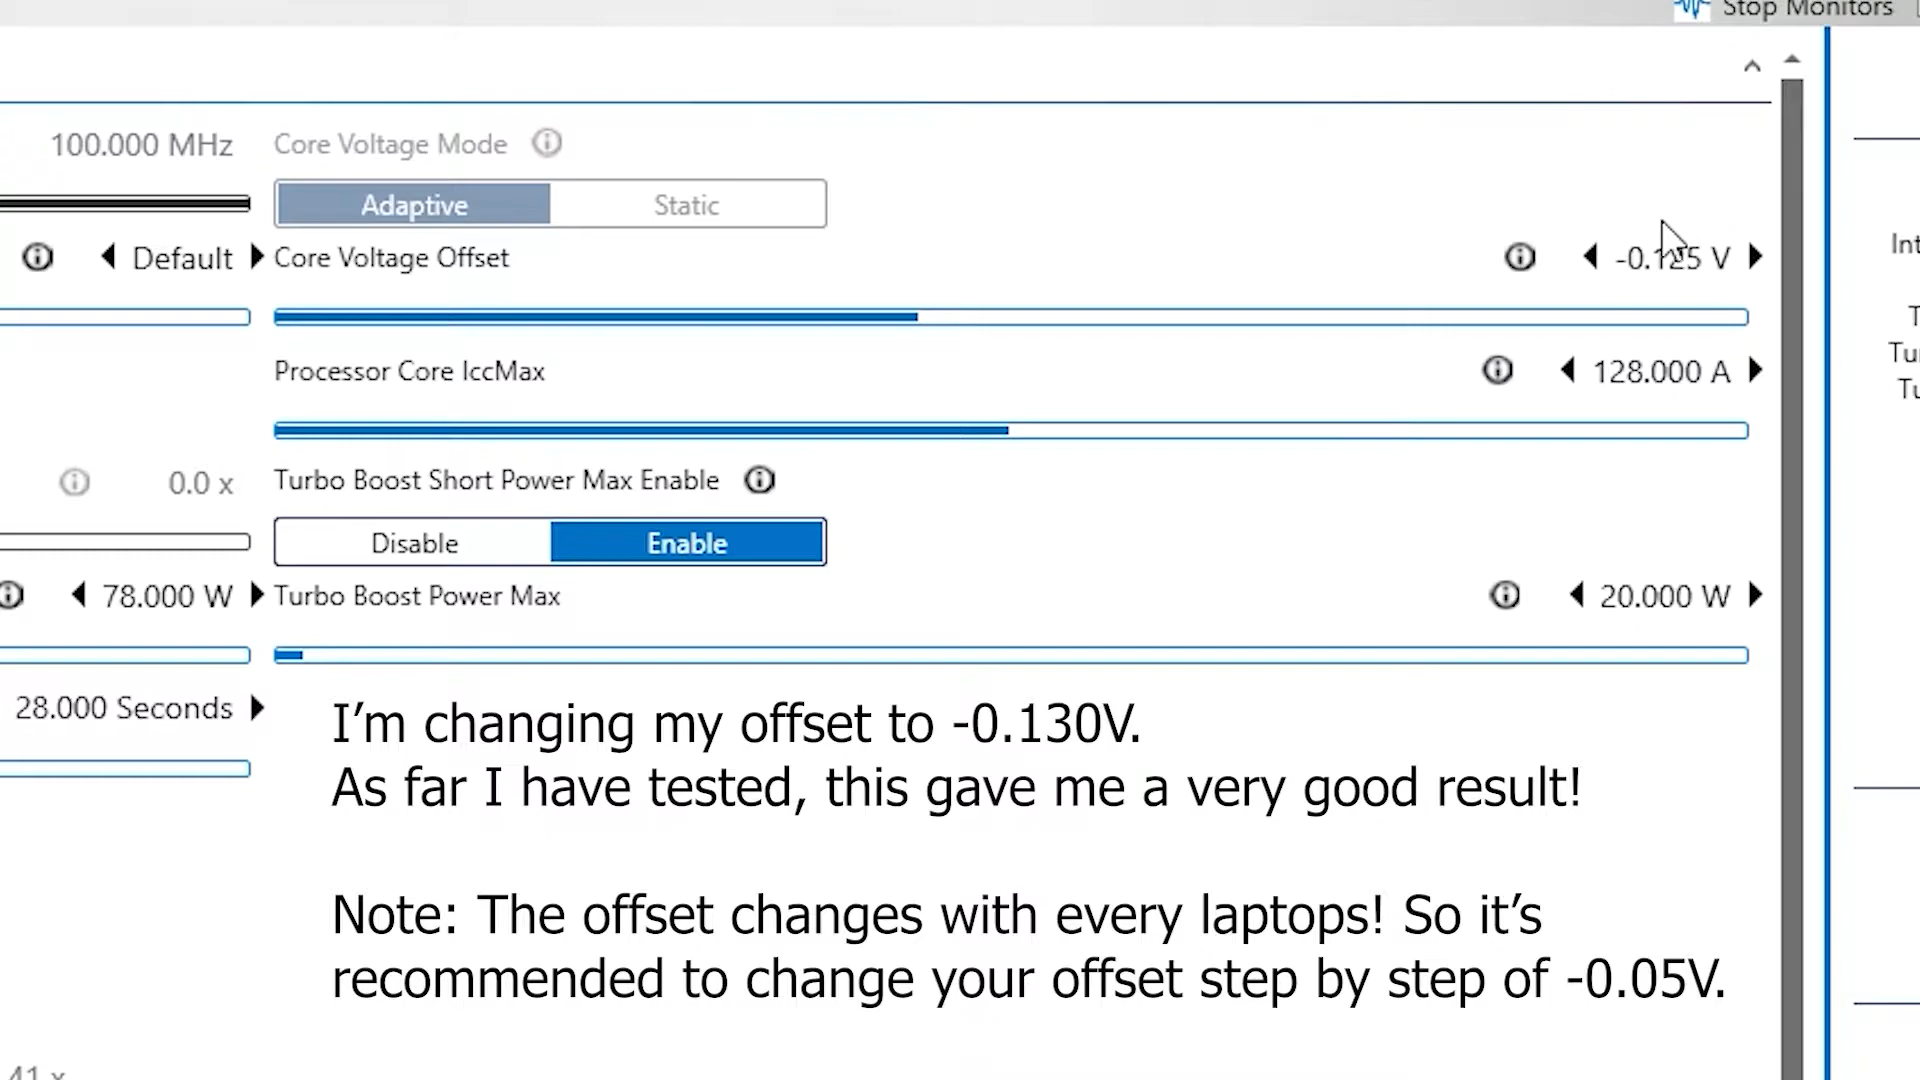 Stop Monitors
100.000 MHz Core Voltage Mode
Adaptive Static
Default Core Voltage Offset -0.125 V
Int
Processor Core IccMax 128.000 A
Tur
0.0 x Turbo Boost Short Power Max Enable
Disable Enable
78.000 W Turbo Boost Power Max 20.000 W
28.000 Seconds
I'm changing my offset to -0.130V.
As far I have tested, this gave me a very good result!
Note: The offset changes with every laptops! So it's
recommended to change your offset step by step of -0.05V.
41 x